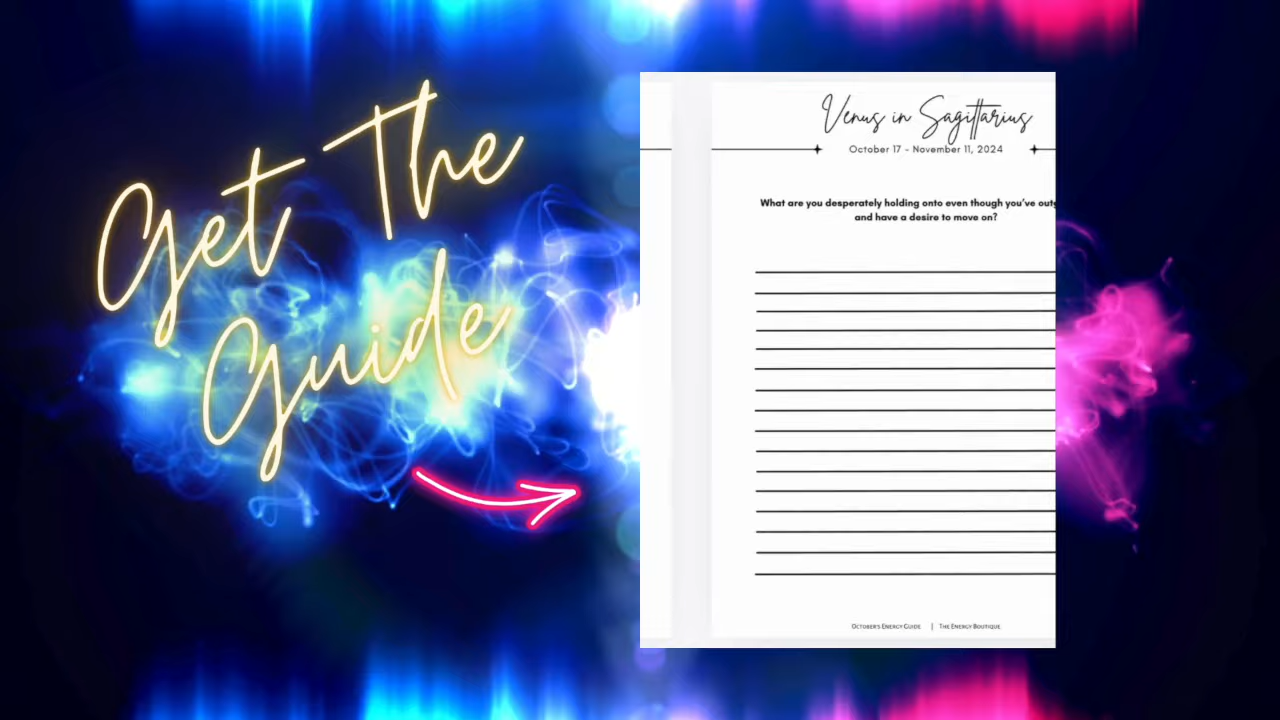 Get The
Guide
Venus in Sagittarius
October 17 - November 11, 2024
What are you desperately holding onto even though you've
and have a desire to move on?
October's Energy Guide | The Energy Boutique